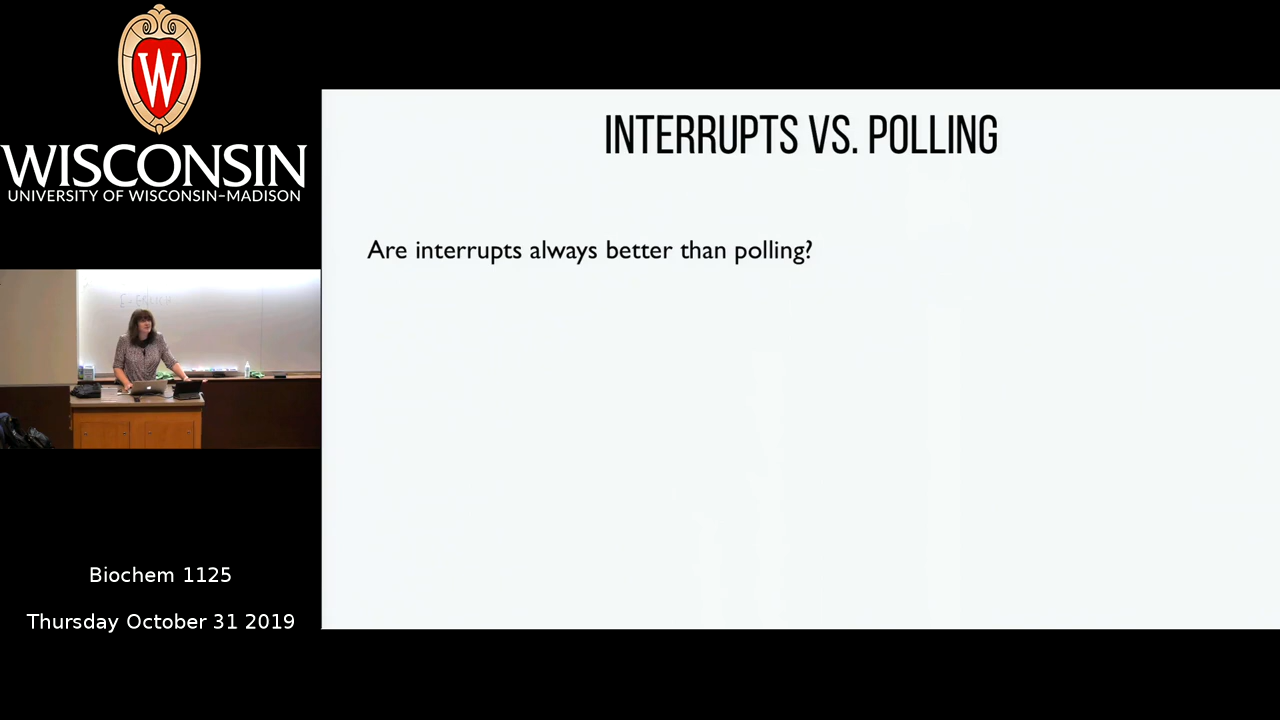 W
WISCONSIN
UNIVERSITY OF WISCONSIN–MADISON
INTERRUPTS VS. POLLING
Are interrupts always better than polling?
Biochem 1125
Thursday October 31 2019